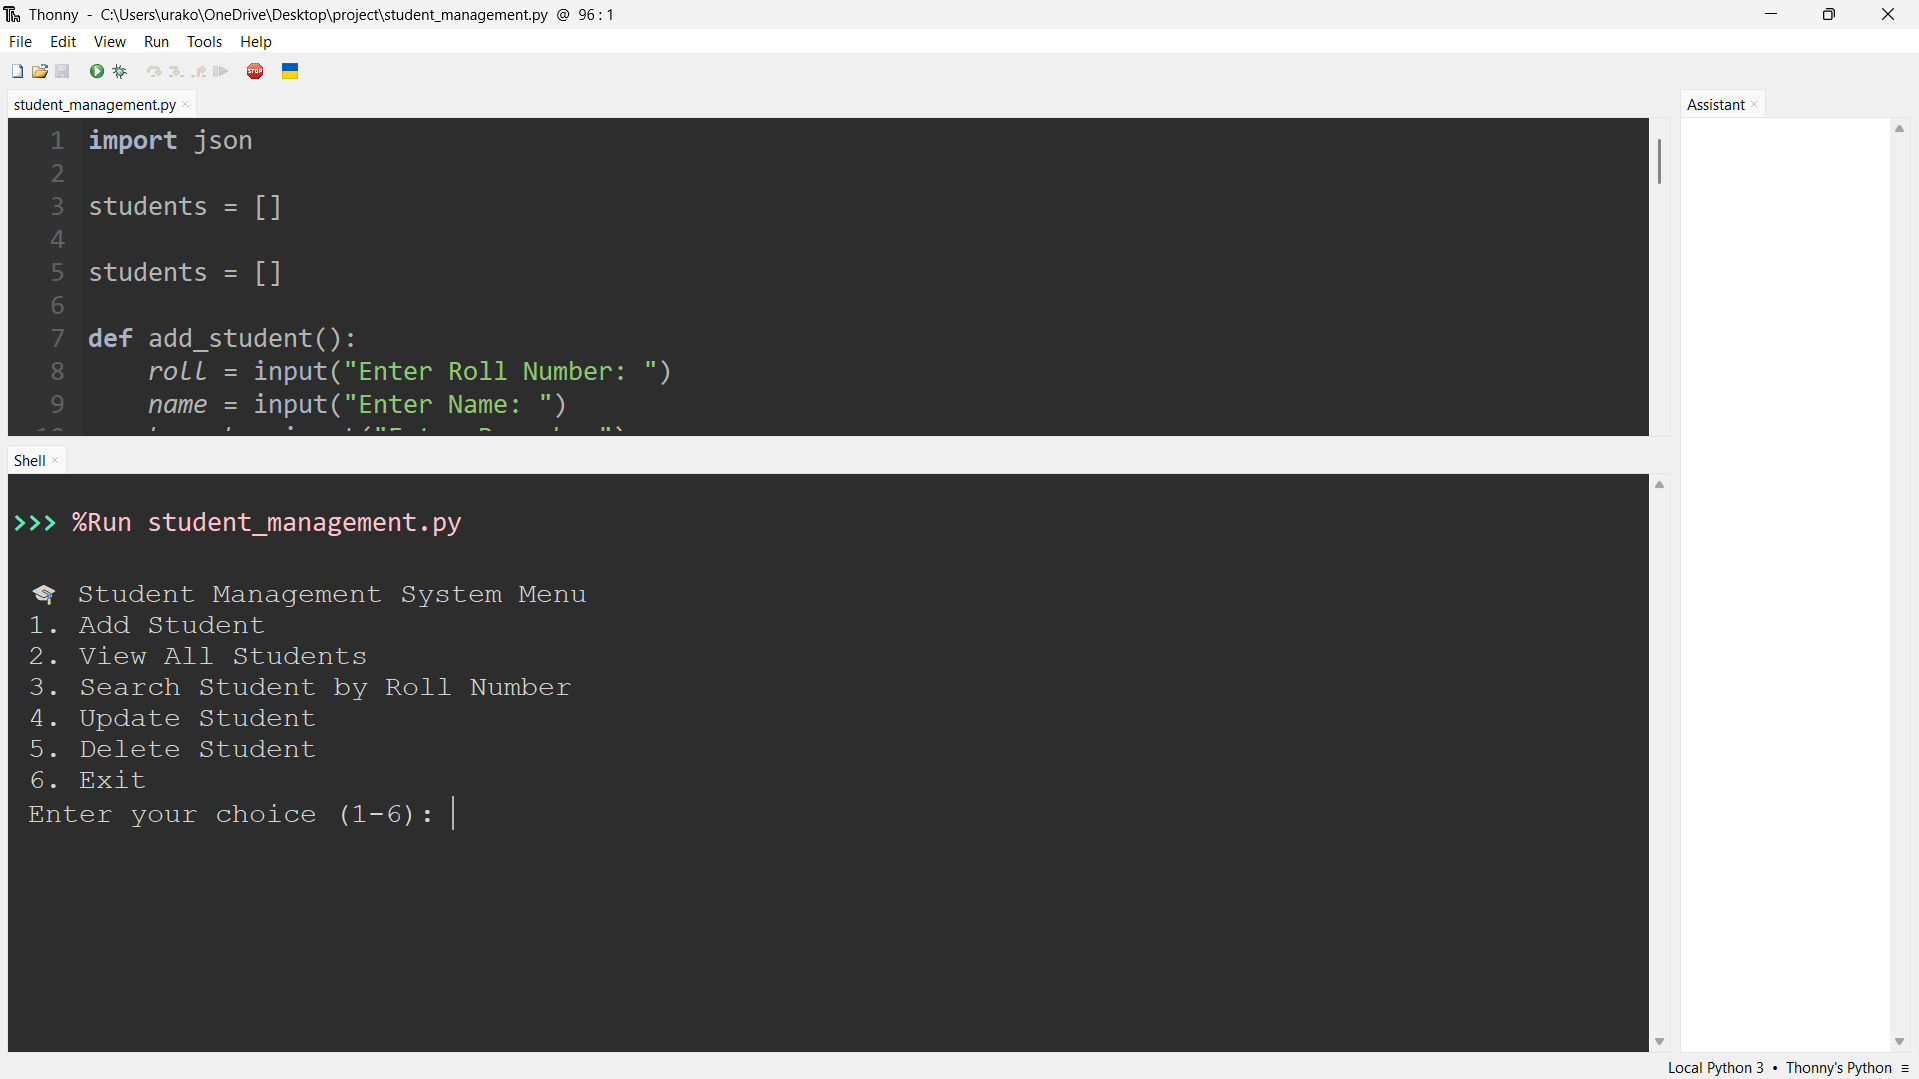 Thonny - C:\Users\urako\OneDrive\Desktop\project\student_management.py @ 96 : 1
File Edit View Run Tools Help
STOP
student_management.py ×
Assistant ×
1 import json
2
3 students = []
4
5 students = []
6
7 def add_student():
8 roll = input("Enter Roll Number: ")
9 name = input("Enter Name: ")
Shell ×
>>> %Run student_management.py
🎓 Student Management System Menu
1. Add Student
2. View All Students
3. Search Student by Roll Number
4. Update Student
5. Delete Student
6. Exit
Enter your choice (1-6):
Local Python 3 • Thonny's Python ≡